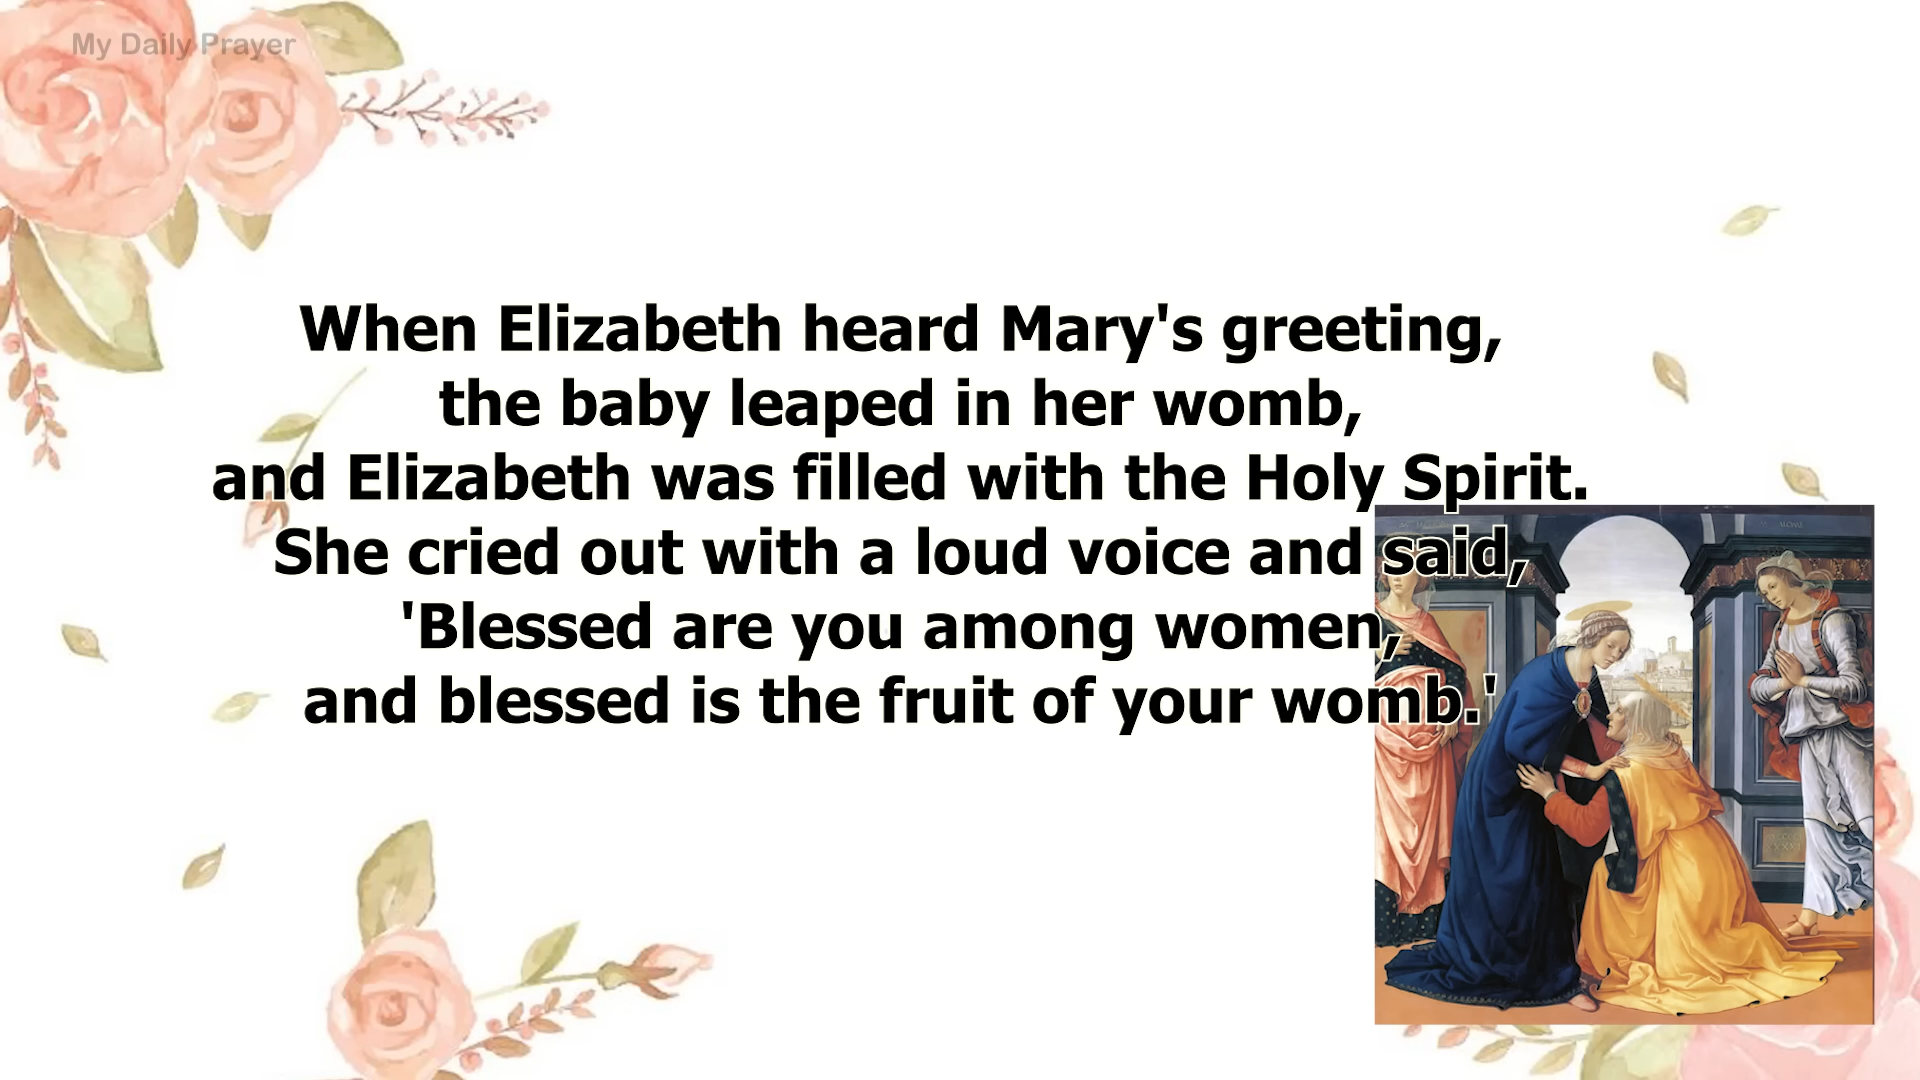 My Daily Prayer
When Elizabeth heard Mary's greeting,
the baby leaped in her womb,
and Elizabeth was filled with the Holy Spirit.
She cried out with a loud voice and said,
'Blessed are you among women,
and blessed is the fruit of your womb.'